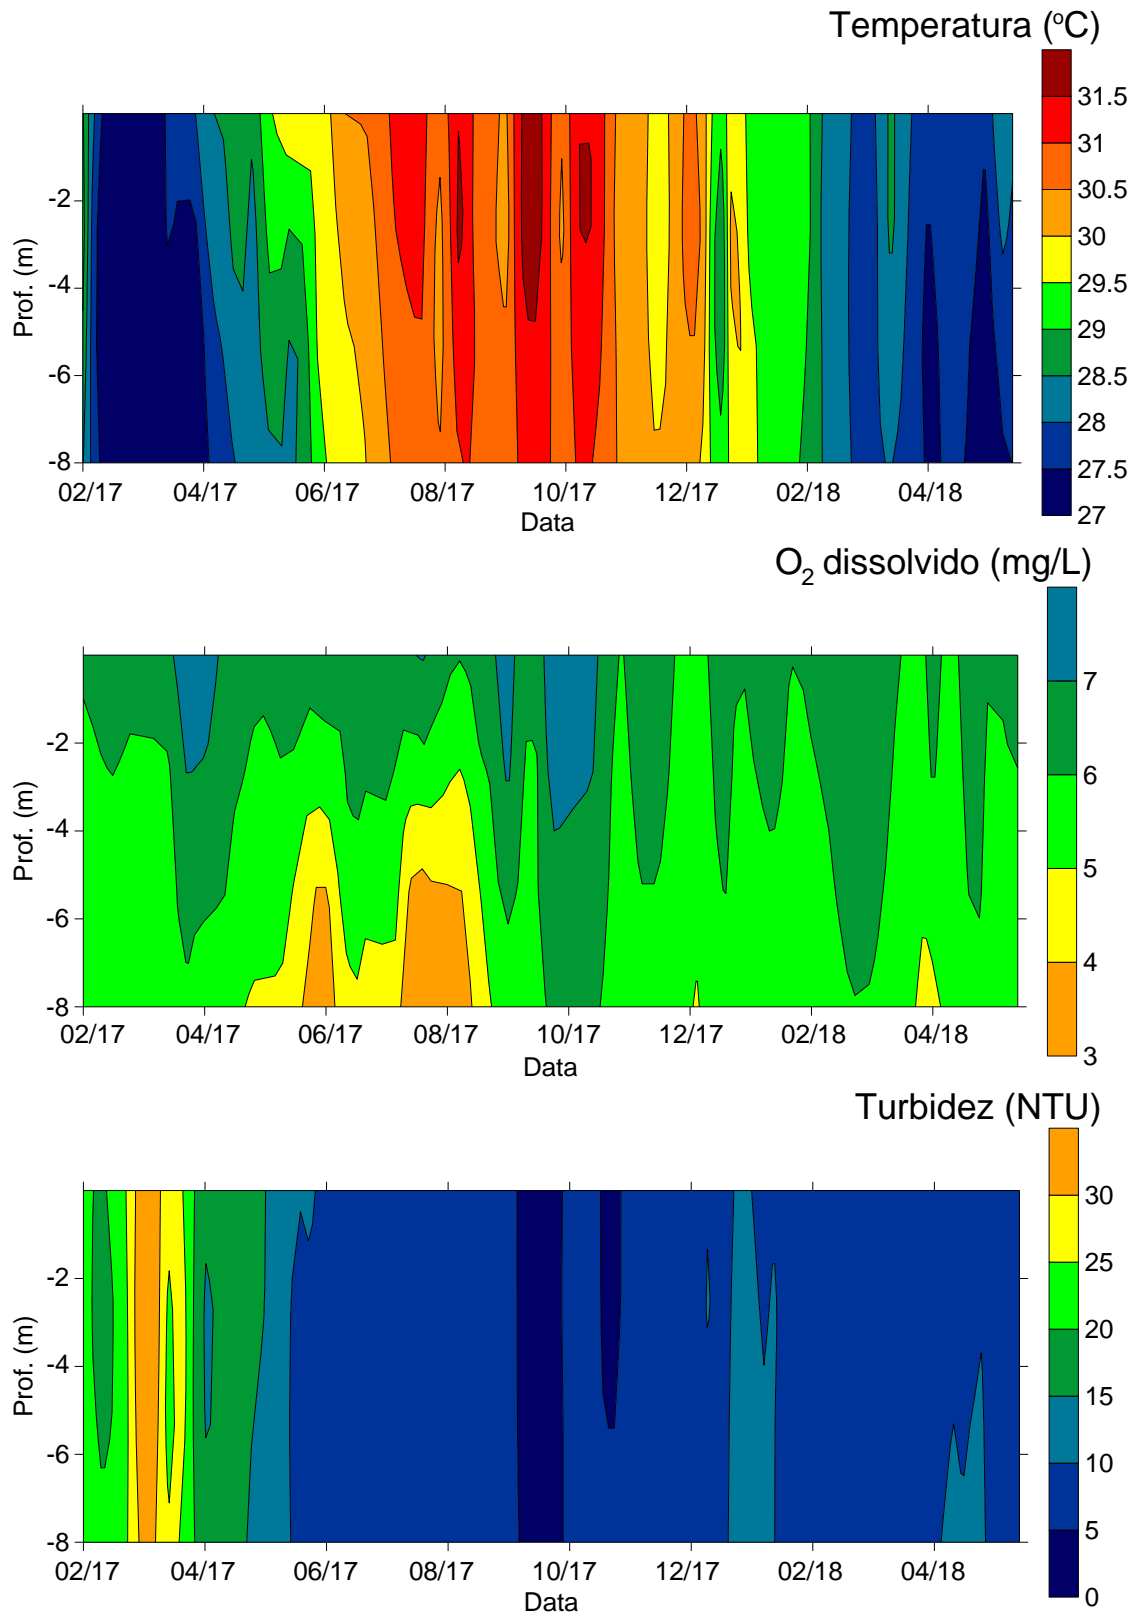 Temperatura (ºC)
31.5
31
30.5
30
29.5
29
28.5
28
27.5
27
-2
-4
-6
-8
Prof. (m)
02/17 04/17 06/17 08/17 10/17 12/17 02/18 04/18
Data
O2 dissolvido (mg/L)
7
6
5
4
3
-2
-4
-6
-8
Prof. (m)
02/17 04/17 06/17 08/17 10/17 12/17 02/18 04/18
Data
Turbidez (NTU)
30
25
20
15
10
5
0
-2
-4
-6
-8
Prof. (m)
02/17 04/17 06/17 08/17 10/17 12/17 02/18 04/18
Data